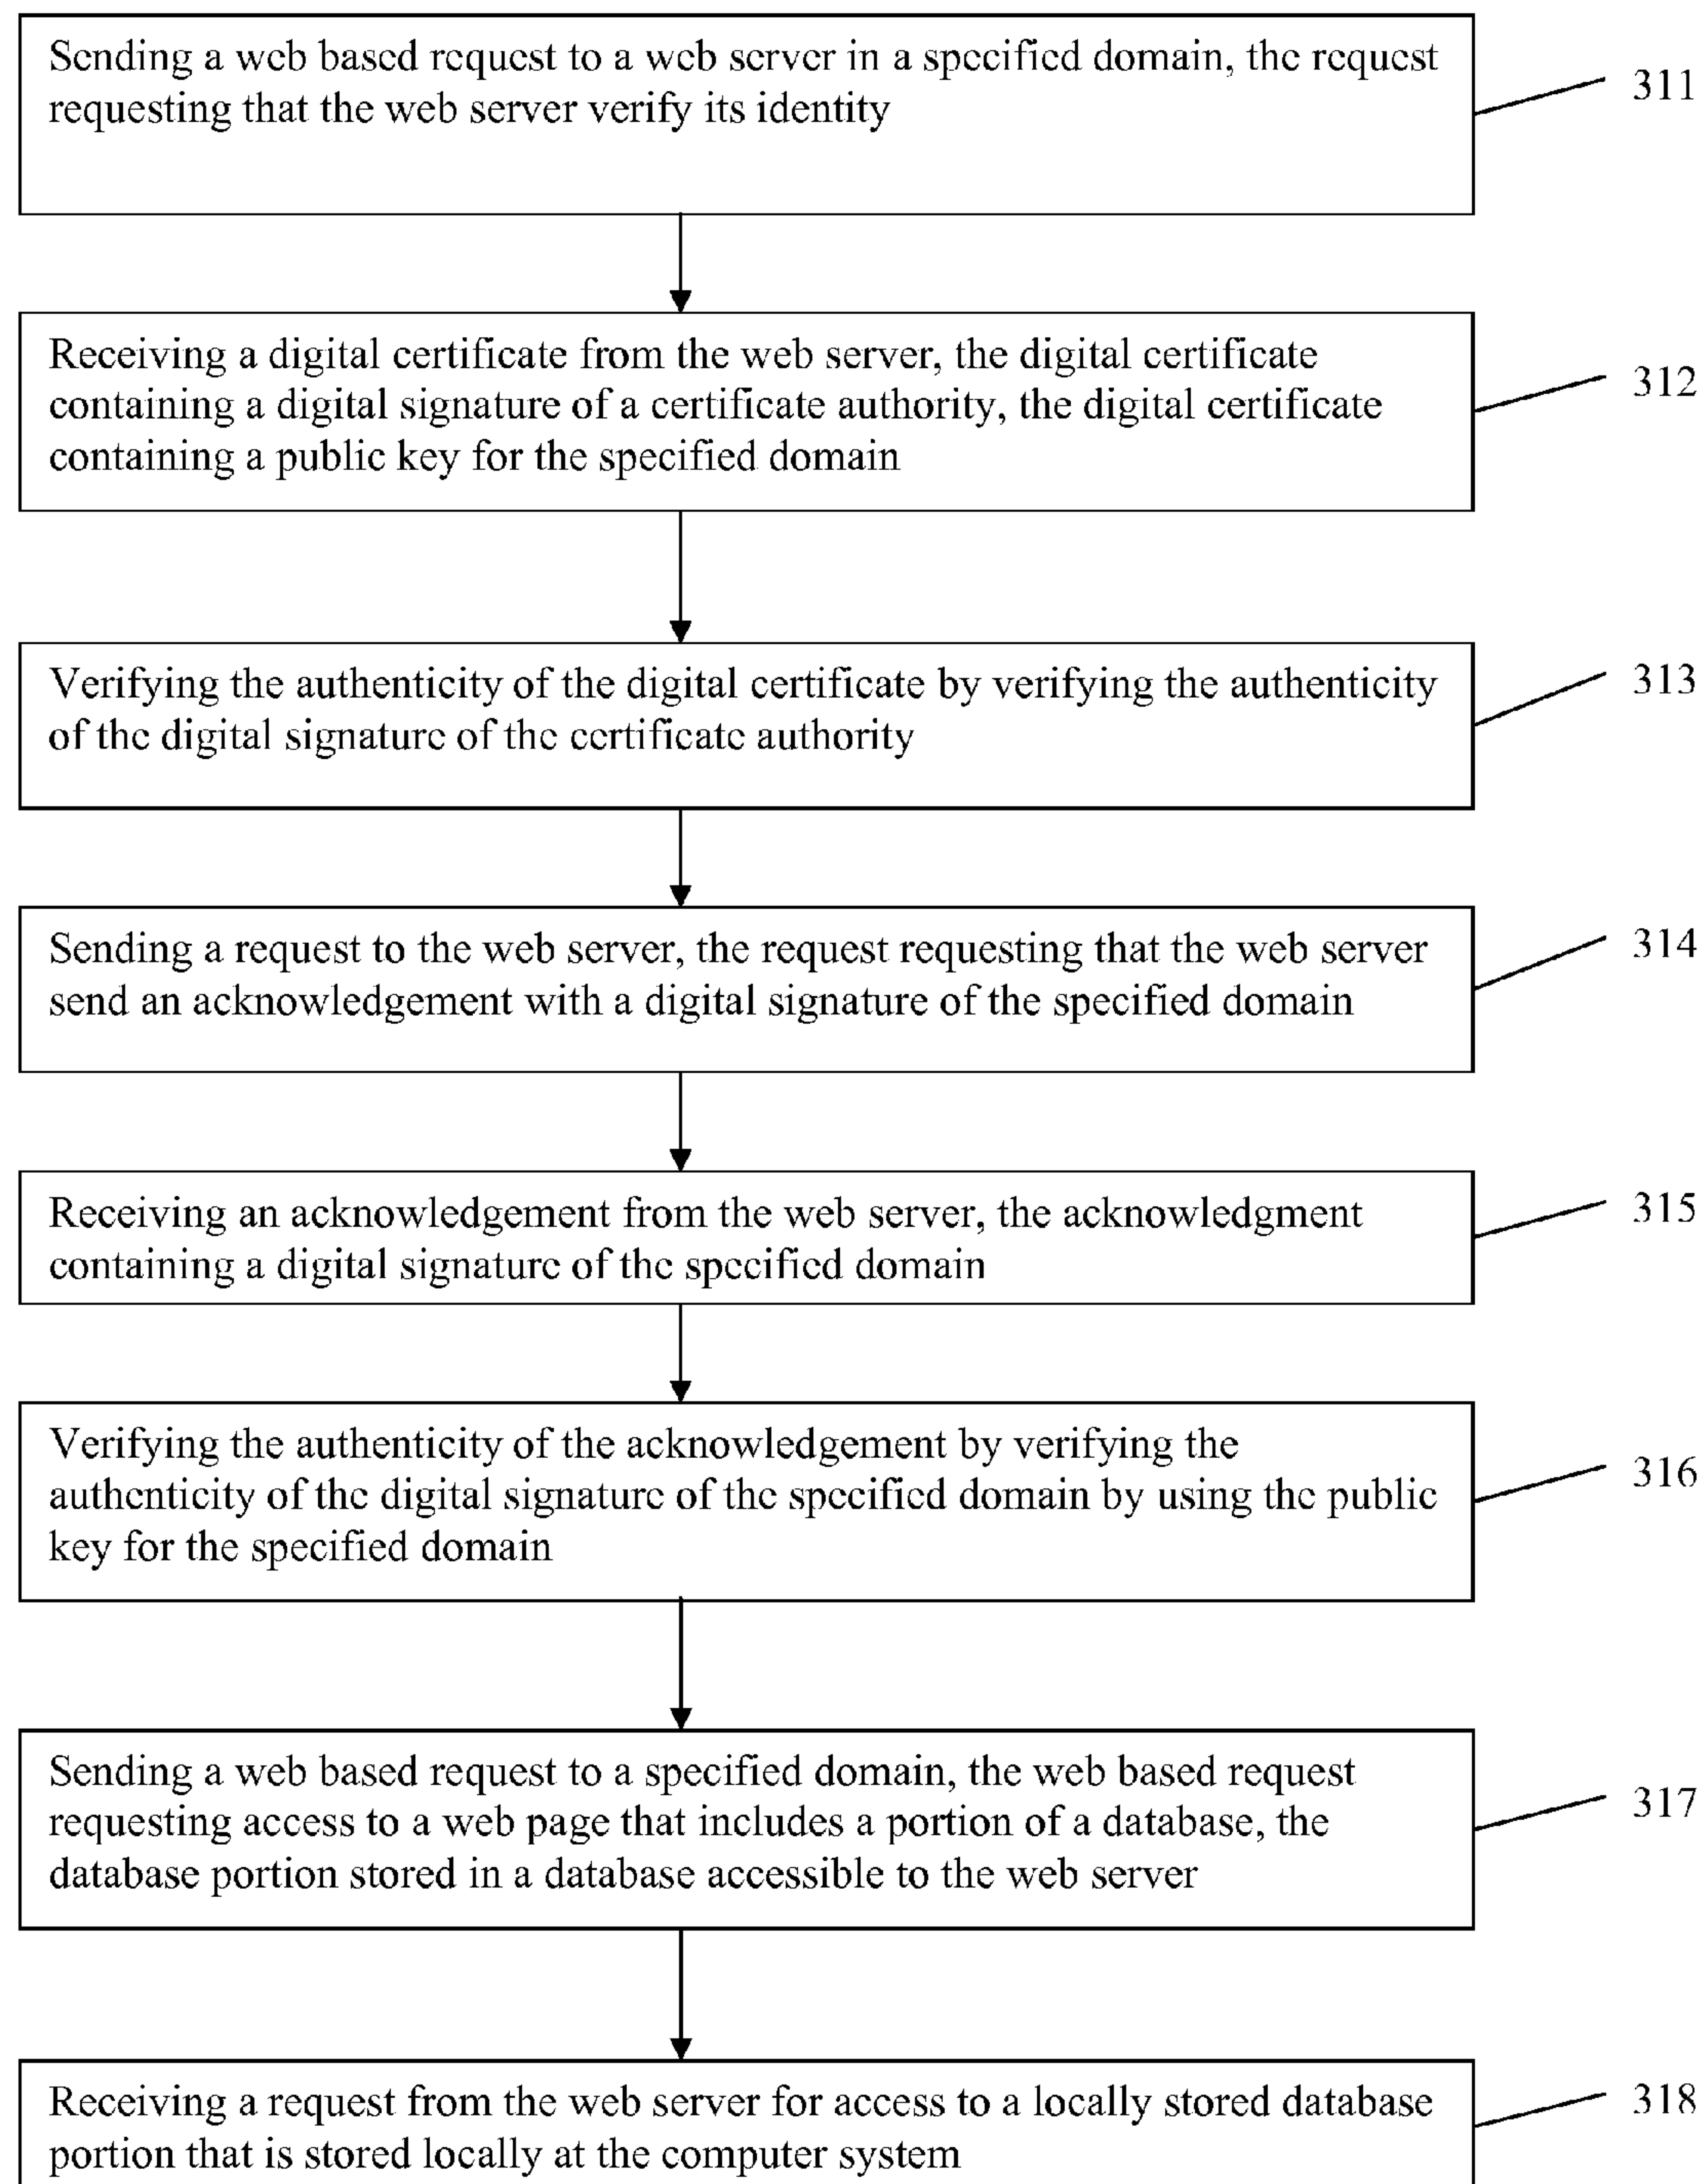 Sending a web based request to a web server in a specified domain, the request
requesting that the web server verify its identity
311
Receiving a digital certificate from the web server, the digital certificate
containing a digital signature of a certificate authority, the digital certificate
containing a public key for the specified domain
312
Verifying the authenticity of the digital certificate by verifying the authenticity
of the digital signature of the certificate authority
313
Sending a request to the web server, the request requesting that the web server
send an acknowledgement with a digital signature of the specified domain
314
Receiving an acknowledgement from the web server, the acknowledgment
containing a digital signature of the specified domain
315
Verifying the authenticity of the acknowledgement by verifying the
authenticity of the digital signature of the specified domain by using the public
key for the specified domain
316
Sending a web based request to a specified domain, the web based request
requesting access to a web page that includes a portion of a database, the
database portion stored in a database accessible to the web server
317
Receiving a request from the web server for access to a locally stored database
portion that is stored locally at the computer system
318